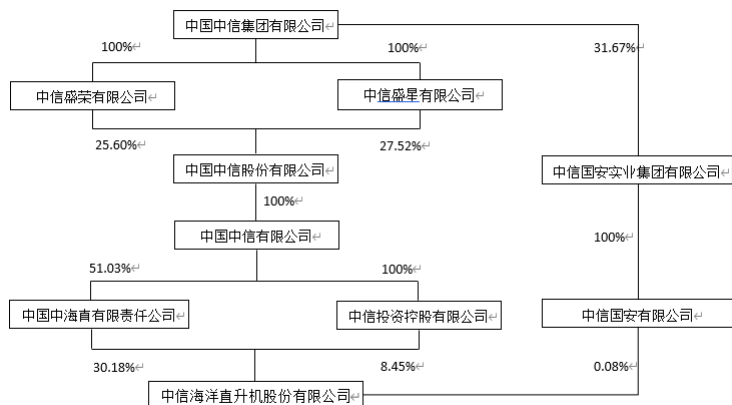 中国中信集团有限公司
100%
100%
31.67%
中信盛荣有限公司
中信盛星有限公司
25.60%
27.52%
中国中信股份有限公司
中信国安实业集团有限公司
100%
中国中信有限公司
100%
51.03%
100%
中国中海直有限责任公司
中信投资控股有限公司
中信国安有限公司
30.18%
8.45%
0.08%
中信海洋直升机股份有限公司